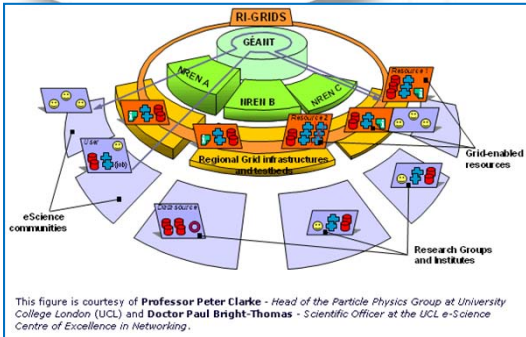 RI-GRIDS
GÉANT
NREN A
NREN B
NREN C
Resource 1
Resource 2
User
(job)
Regional Grid infrastructures
and testbeds
Grid-enabled
resources
eScience
communities
Data source
Research Groups
and Institutes
This figure is courtesy of Professor Peter Clarke - Head of the Particle Physics Group at University
College London (UCL) and Doctor Paul Bright-Thomas - Scientific Officer at the UCL e-Science
Centre of Excellence in Networking.